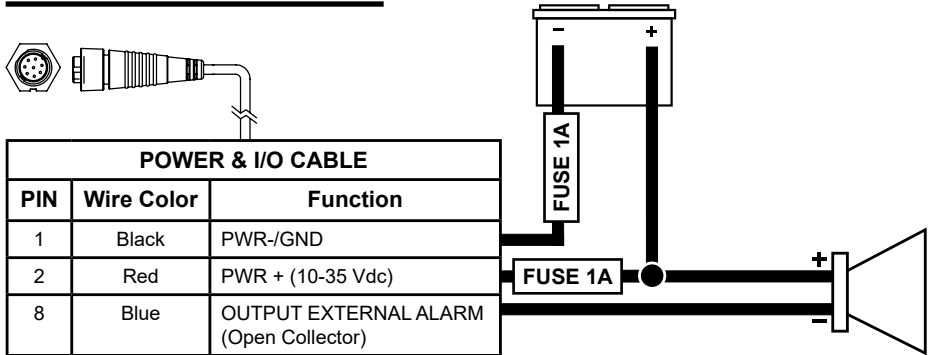 -
+
FUSE 1A
POWER & I/O CABLE
PIN Wire Color Function
1 Black PWR-/GND
2 Red PWR + (10-35 Vdc)
FUSE 1A
+
8 Blue OUTPUT EXTERNAL ALARM
(Open Collector)
-